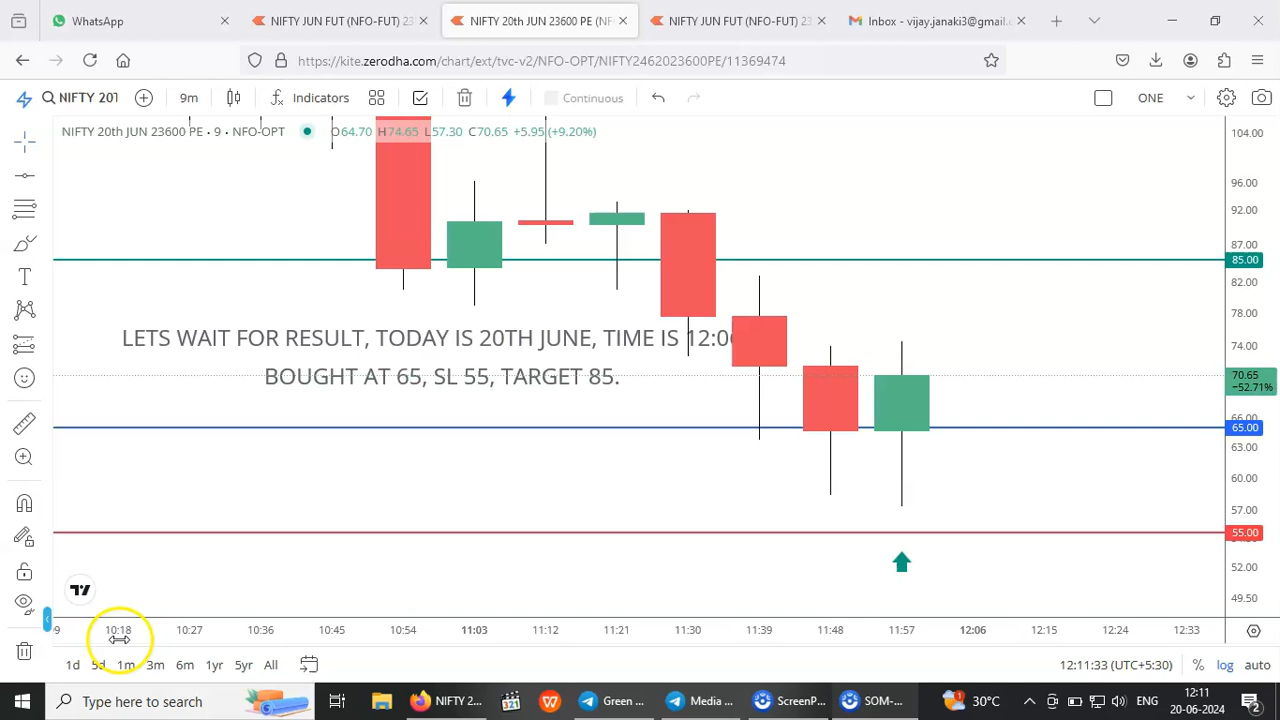 WhatsApp
NIFTY JUN FUT (NFO-FUT) 23
NIFTY 20th JUN 23600 PE (NF
NIFTY JUN FUT (NFO-FUT) 23
Inbox - vijay.janaki3@gmail.c
https://kite.zerodha.com/chart/ext/tvc-v2/NFO-OPT/NIFTY2462023600PE/11369474
NIFTY 20T
9m
Indicators
Continuous
ONE
NIFTY 20th JUN 23600 PE • 9 • NFO-OPT
O64.70 H74.65 L57.30 C70.65 +5.95 (+9.20%)
104.00
96.00
92.00
87.00
85.00
82.00
78.00
LETS WAIT FOR RESULT, TODAY IS 20TH JUNE, TIME IS 12:0
74.00
BOUGHT AT 65, SL 55, TARGET 85.
70.65
−52.71%
66.00
65.00
63.00
60.00
57.00
55.00
52.00
49.50
10:18 10:27 10:36 10:45 10:54 11:03 11:12 11:21 11:30 11:39 11:48 11:57 12:06 12:15 12:24 12:33
1d 5d 1m 3m 6m 1yr 5yr All
12:11:33 (UTC+5:30) % log auto
Type here to search
321
NIFTY 2...
Green ...
Media ...
ScreenP...
SOM-...
1
30°C
ENG
12:11
20-06-2024
2